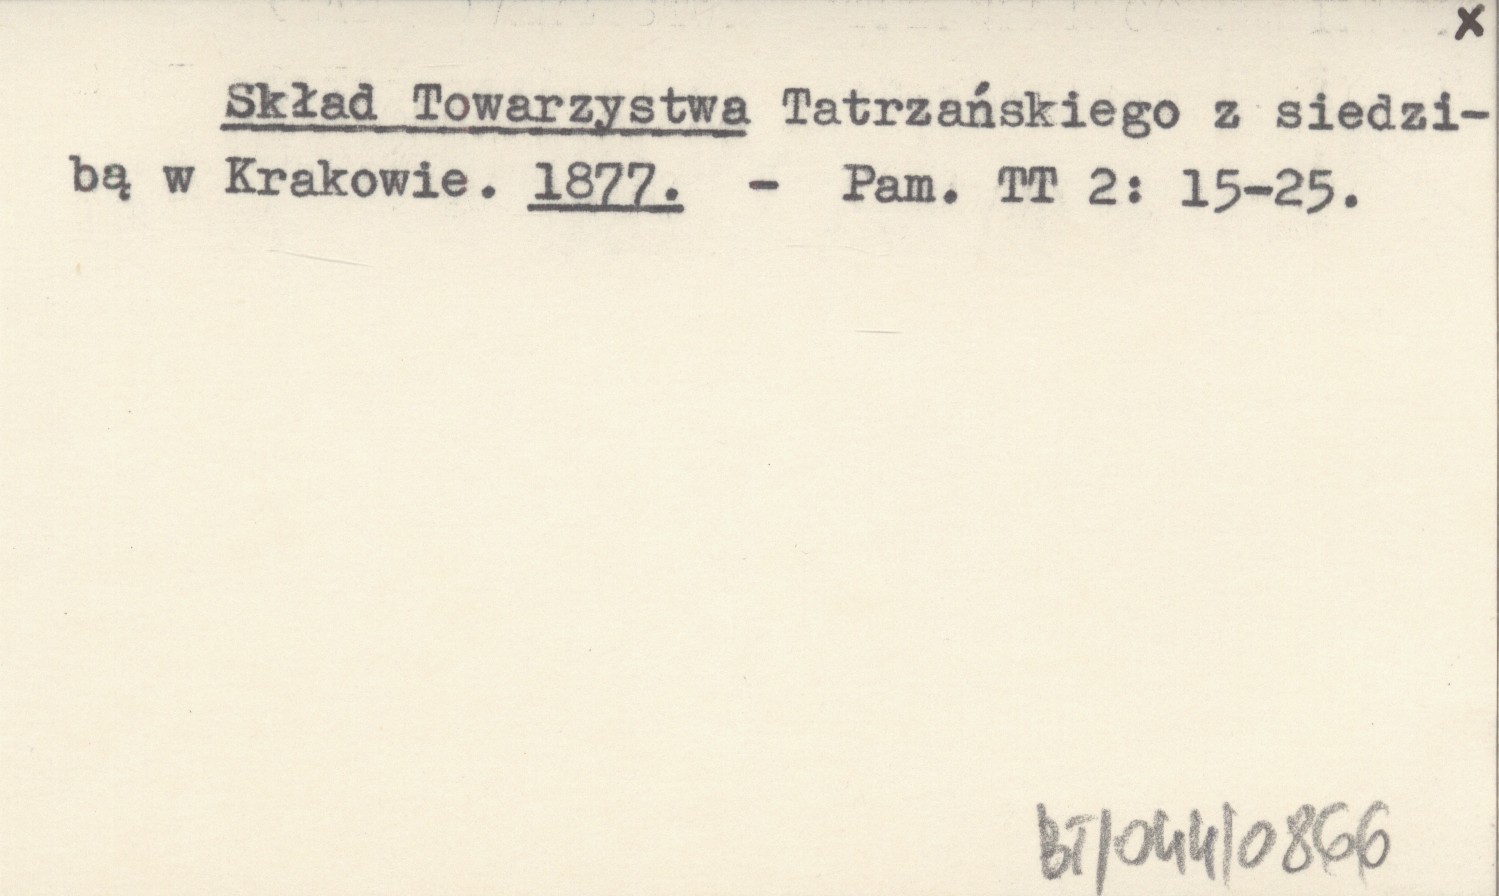 x
Skład Towarzystwa Tatrzańskiego z siedzi-
bą w Krakowie. 1877. - Pam. TT 2: 15-25.
BT/044/0866